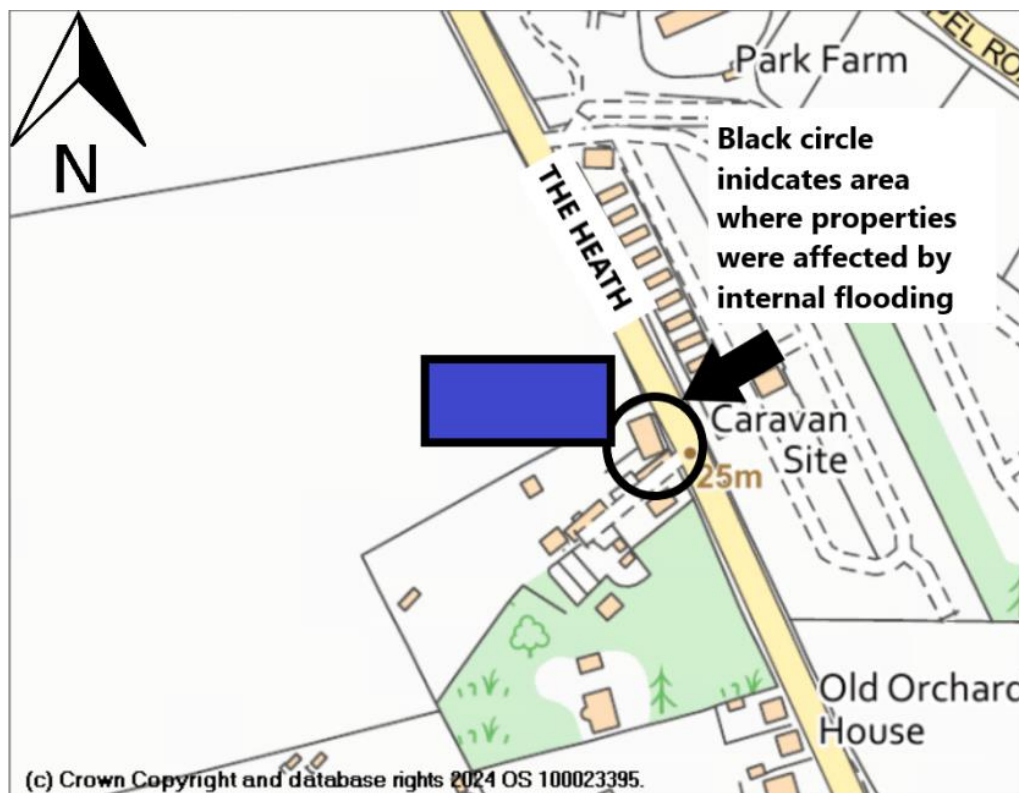 N
PEL RO
Park Farm
Black circle
inidcates area
where properties
were affected by
internal flooding
THE HEATH
Caravan
Site
25m
Old Orchard
House
(c) Crown Copyright and database rights 2024 OS 100023395.